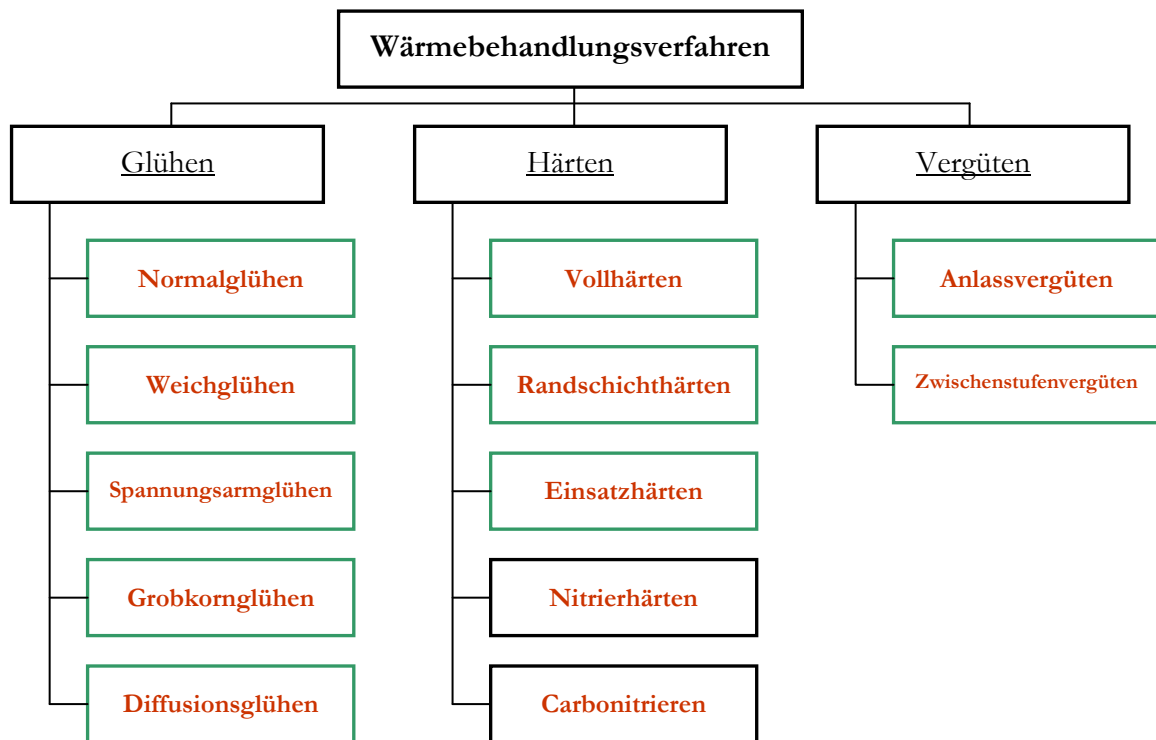 Wärmebehandlungsverfahren
Glühen
Härten
Vergüten
Normalglühen
Weichglühen
Spannungsarmglühen
Grobkornglühen
Diffusionsglühen
Vollhärten
Randschichthärten
Einsatzhärten
Nitrierhärten
Carbonitrieren
Anlassvergüten
Zwischenstufenvergüten